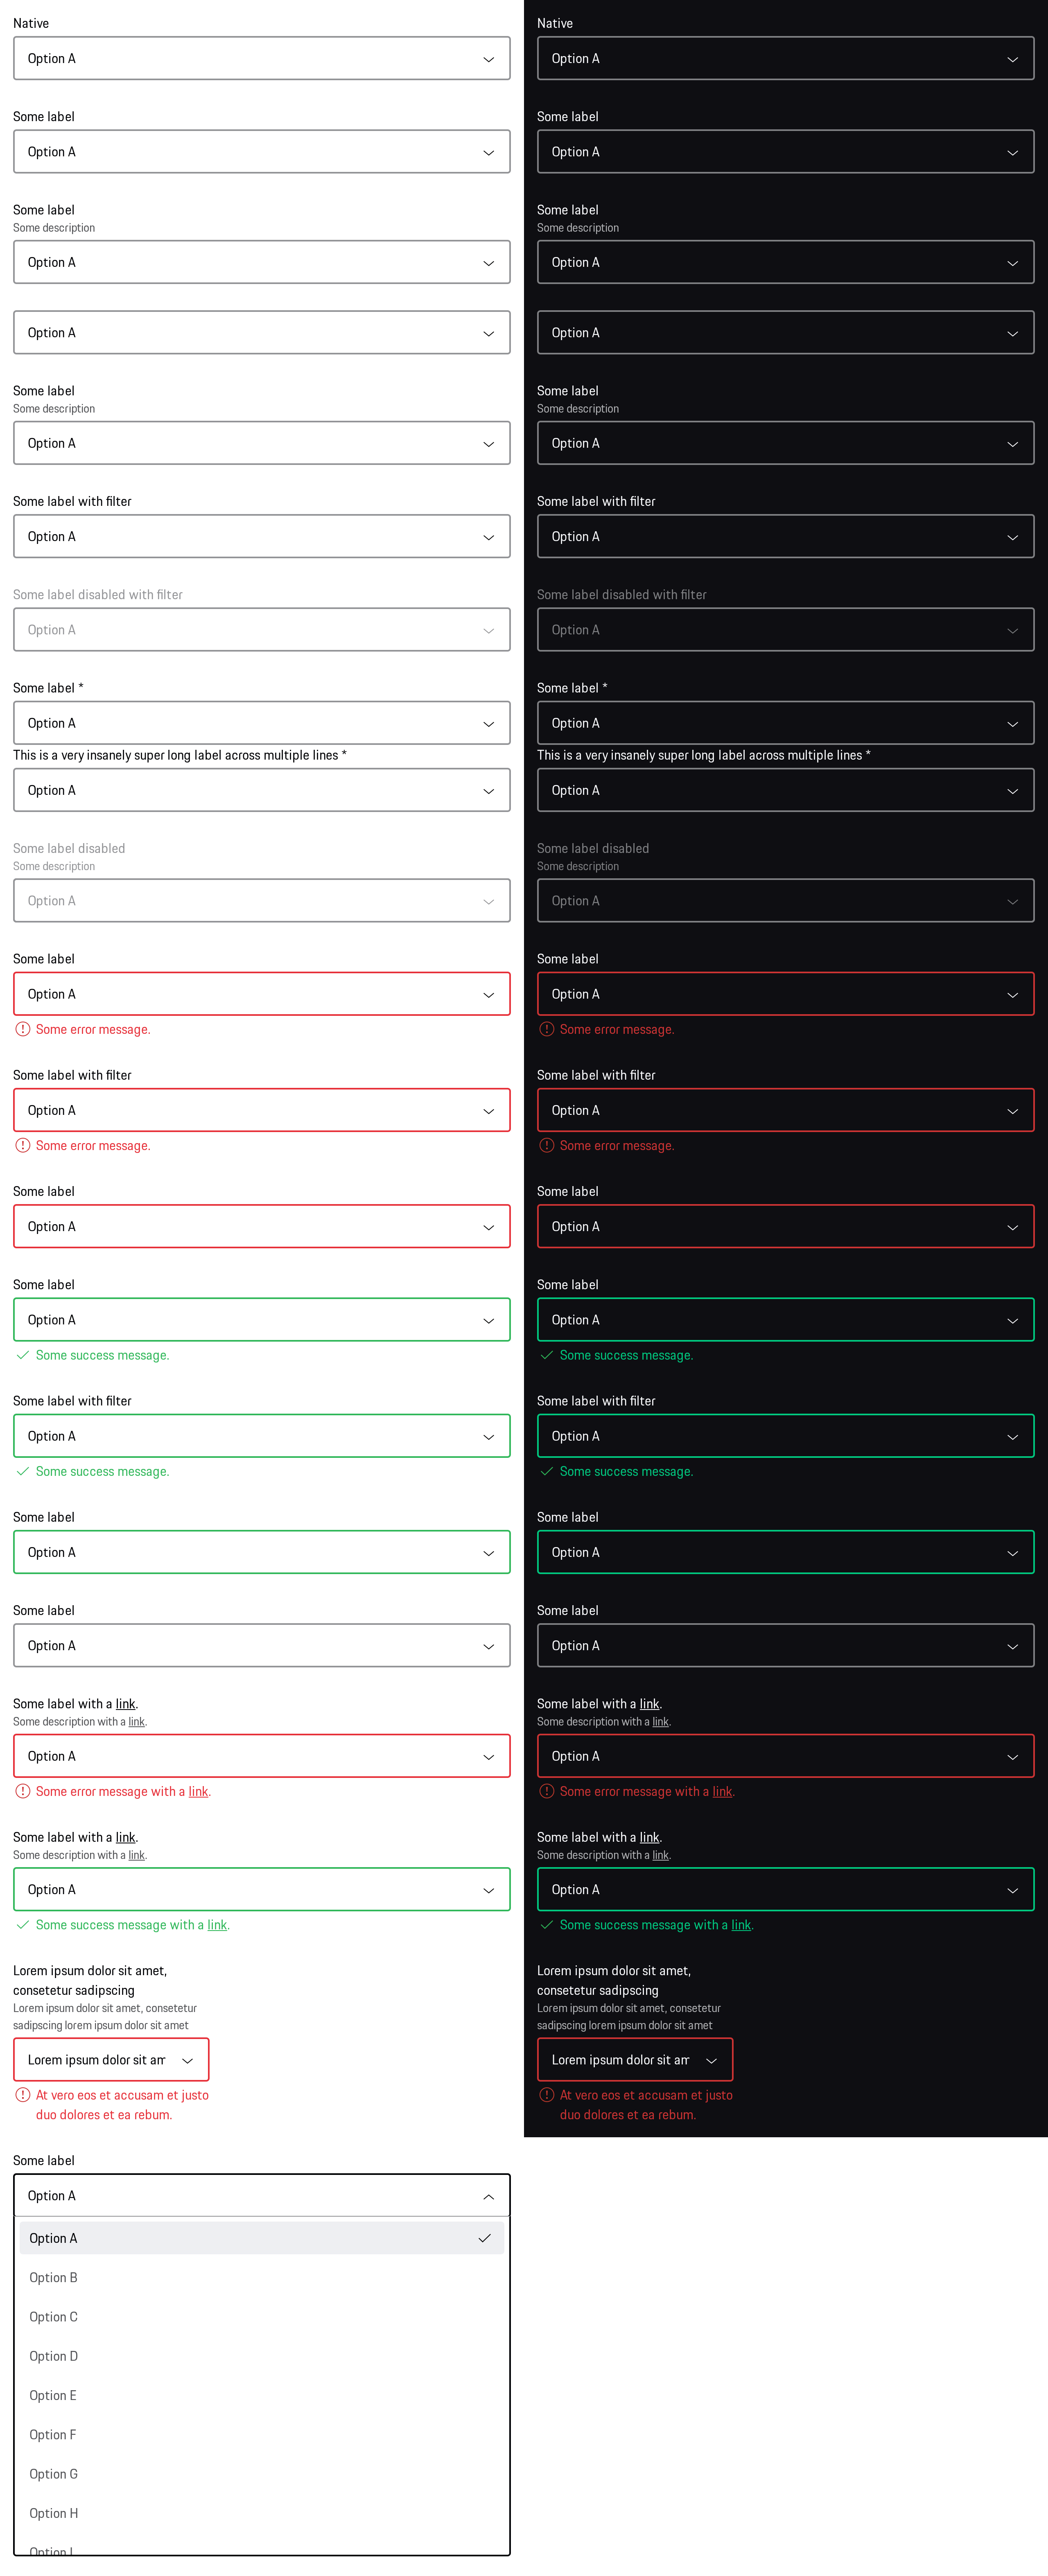 Native
Option A
Some label
Option A
Some label
Some description
Option A
Option A
Some label
Some description
Option A
Some label with filter
Option A
Some label disabled with filter
Option A
Some label *
Option A
This is a very insanely super long label across multiple lines *
Option A
Some label disabled
Some description
Option A
Some label
Option A
Some error message.
Some label with filter
Option A
Some error message.
Some label
Option A
Some label
Option A
Some success message.
Some label with filter
Option A
Some success message.
Some label
Option A
Some label
Option A
Some label with a link.
Some description with a link.
Option A
Some error message with a link.
Some label with a link.
Some description with a link.
Option A
Some success message with a link.
Lorem ipsum dolor sit amet,
consetetur sadipscing
Lorem ipsum dolor sit amet, consetetur
sadipscing lorem ipsum dolor sit amet
Lorem ipsum dolor sit am
At vero eos et accusam et justo
duo dolores et ea rebum.
Some label
Option A
Option A
Option B
Option C
Option D
Option E
Option F
Option G
Option H
Option I
Native
Option A
Some label
Option A
Some label
Some description
Option A
Option A
Some label
Some description
Option A
Some label with filter
Option A
Some label disabled with filter
Option A
Some label *
Option A
This is a very insanely super long label across multiple lines *
Option A
Some label disabled
Some description
Option A
Some label
Option A
Some error message.
Some label with filter
Option A
Some error message.
Some label
Option A
Some label
Option A
Some success message.
Some label with filter
Option A
Some success message.
Some label
Option A
Some label
Option A
Some label with a link.
Some description with a link.
Option A
Some error message with a link.
Some label with a link.
Some description with a link.
Option A
Some success message with a link.
Lorem ipsum dolor sit amet,
consetetur sadipscing
Lorem ipsum dolor sit amet, consetetur
sadipscing lorem ipsum dolor sit amet
Lorem ipsum dolor sit am
At vero eos et accusam et justo
duo dolores et ea rebum.